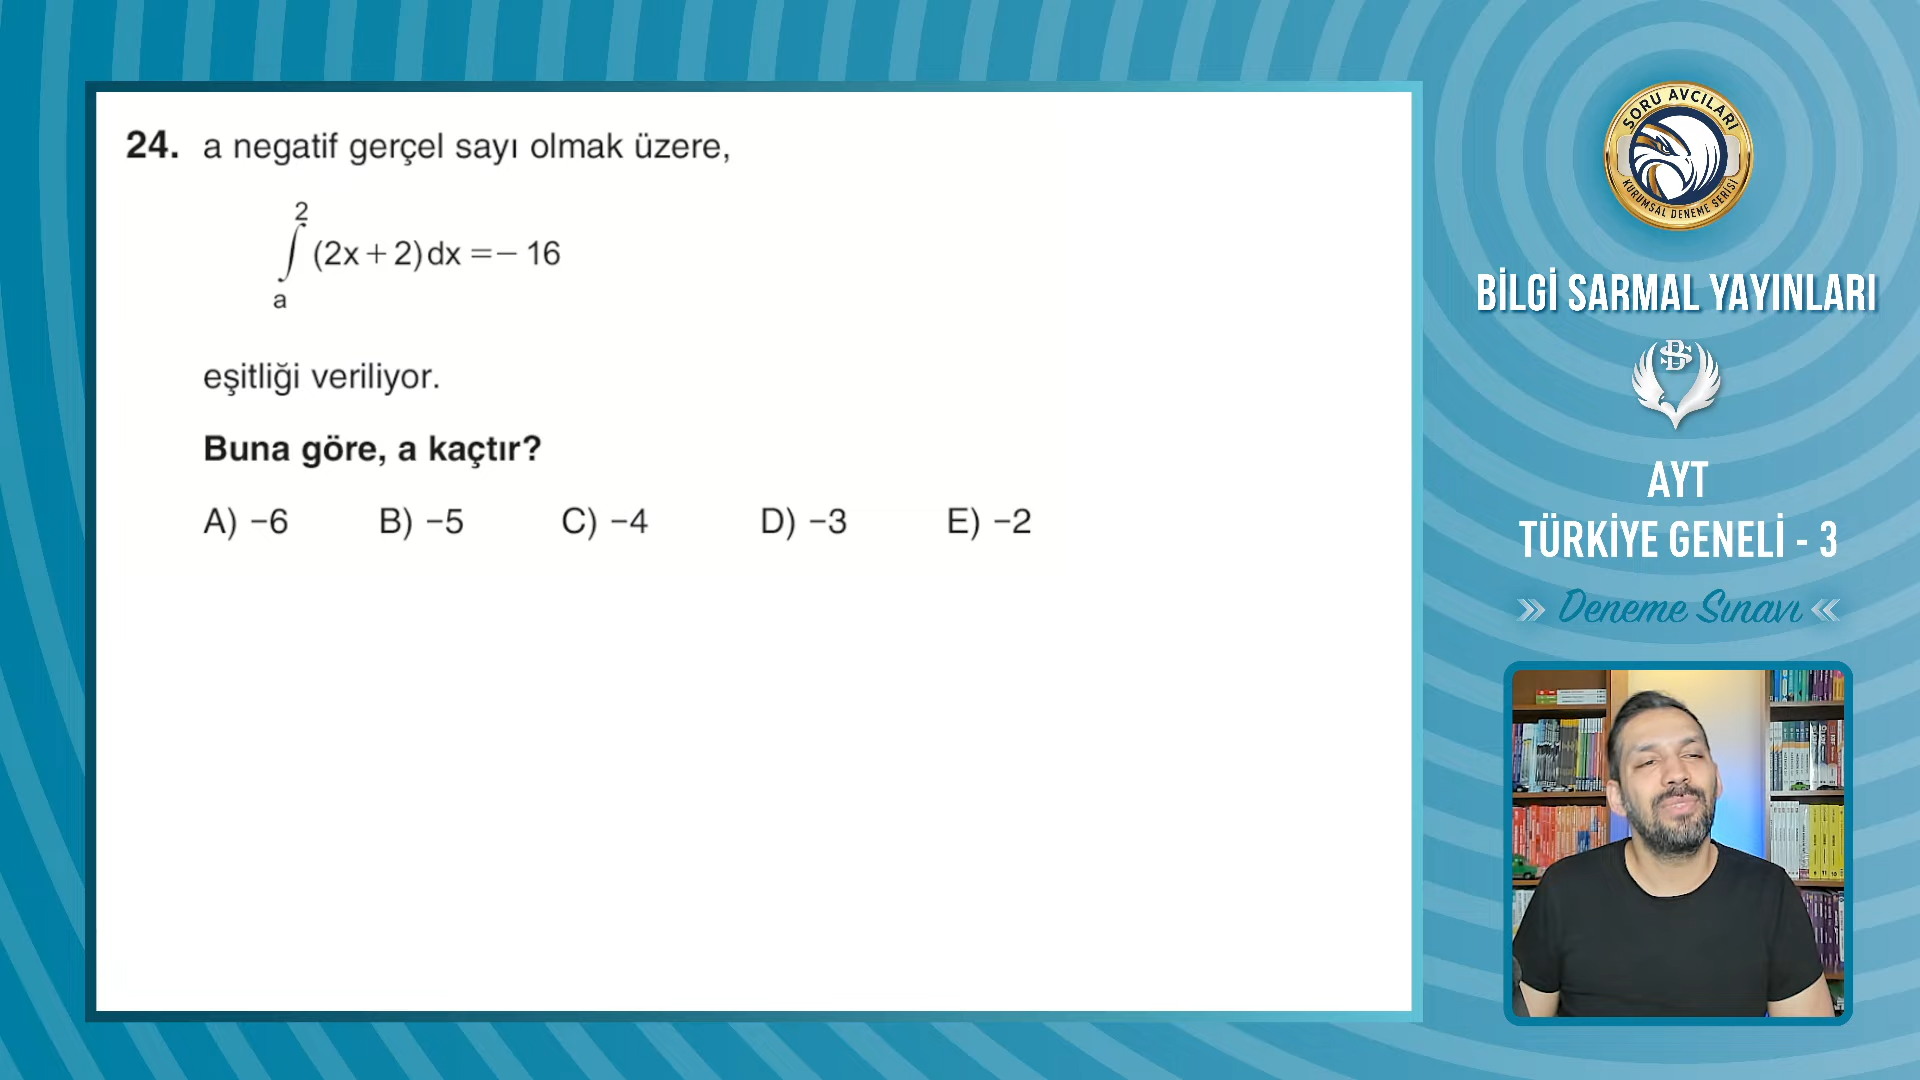 24. a negatif gerçel sayı olmak üzere,
2
∫ (2x + 2) dx = − 16
a
eşitliği veriliyor.
Buna göre, a kaçtır?
A) −6 B) −5 C) −4 D) −3 E) −2
SORU AVCILARI
KURUMSAL DENEME SERİSİ
BİLGİ SARMAL YAYINLARI
BS
AYT
TÜRKİYE GENELİ - 3
Deneme Sınavı